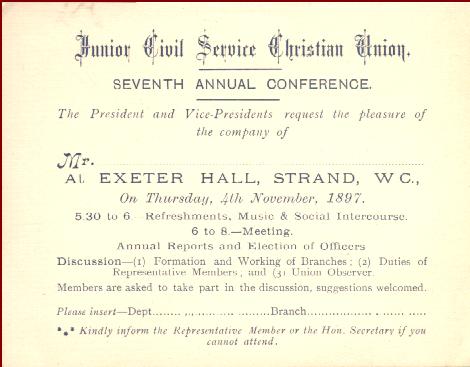 Junior Civil Service Christian Union.
SEVENTH ANNUAL CONFERENCE.
The President and Vice-Presidents request the pleasure of
the company of
Mr.
At EXETER HALL, STRAND, W C.,
On Thursday, 4th November, 1897.
5.30 to 6—Refreshments, Music & Social Intercourse.
6 to 8.—Meeting.
Annual Reports and Election of Officers
Discussion—(1) Formation and Working of Branches; (2) Duties of
Representative Members; and (3) Union Observer.
Members are asked to take part in the discussion, suggestions welcomed.
Please insert—Dept..............................Branch..............................
*** Kindly inform the Representative Member or the Hon. Secretary if you
cannot attend.